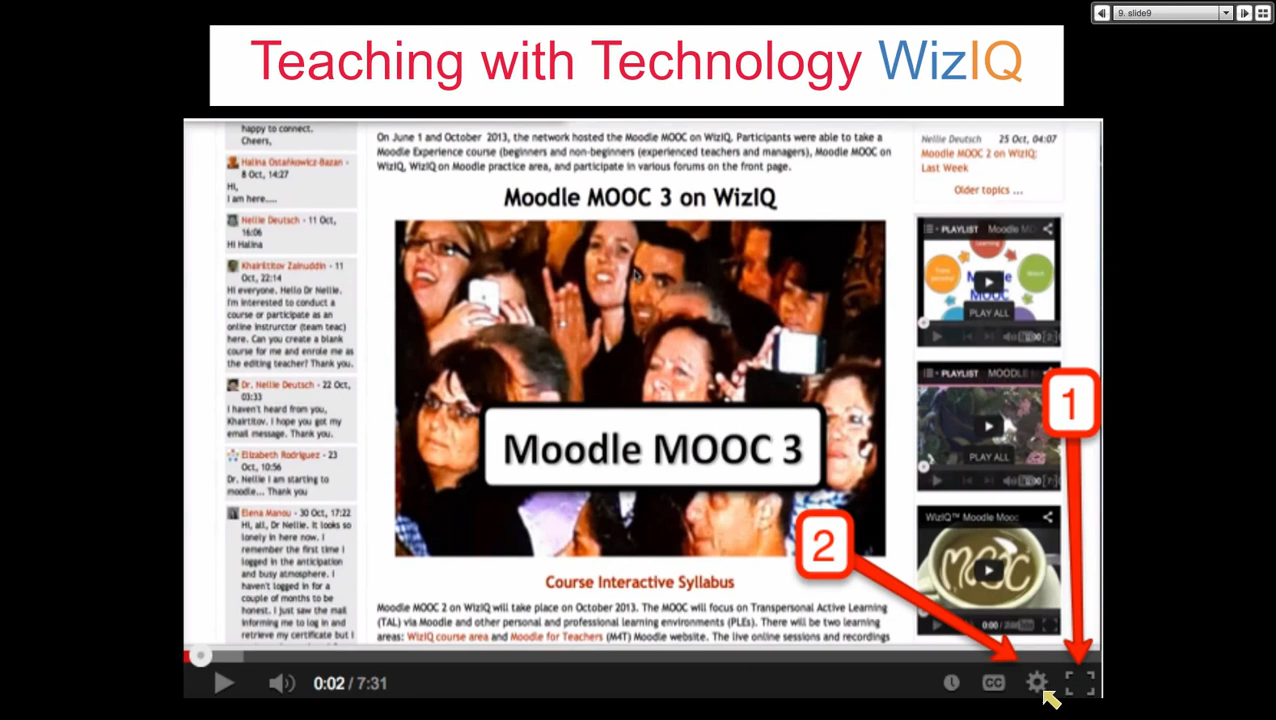 9. slide9
Teaching with Technology WizIQ
happy to connect.
Cheers,
Halina Ostańkowicz-Bazan -
8 Oct, 14:27
Hi,
I am here.....
Nellie Deutsch - 11 Oct,
16:06
Hi Halina
Khairiltitov Zainuddin - 11
Oct, 22:14
Hi everyone. Hello Dr Nellie.
I'm interested to conduct a
course or participate as an
online instrurctor (team teac)
here. Can you create a blank
course for me and enrole me as
the editing teacher? Thank you.
Dr. Nellie Deutsch - 22 Oct,
03:33
I haven't heard from you,
Khairtitov. I hope you got my
email message. Thank you.
Elizabeth Rodriguez - 23
Oct, 10:56
Dr. Nellie I am starting to
moodle... Thank you
Elena Manou - 30 Oct, 17:22
Hi, all, Dr Nellie. It looks so
lonely in here now. I
remember the first time I
logged in the anticipation
and busy atmosphere. I
haven't logged in for a
couple of months to be
honest. I just saw the mail
informing me to log in and
retrieve my certificate but I
On June 1 and October 2013, the network hosted the Moodle MOOC on WizIQ. Participants were able to take a
Moodle Experience course (beginners and non-beginners (experienced teachers and managers), Moodle MOOC on
WizIQ, WizIQ on Moodle practice area, and participate in various forums on the front page.
Moodle MOOC 3 on WizIQ
Moodle MOOC 3
Course Interactive Syllabus
Moodle MOOC 2 on WizIQ will take place on October 2013. The MOOC will focus on Transpersonal Active Learning
(TAL) via Moodle and other personal and professional learning environments (PLEs). There will be two learning
areas: WizIQ course area and Moodle for Teachers (M4T) Moodle website. The live online sessions and recordings
Nellie Deutsch 25 Oct, 04:07
Moodle MOOC 2 on WizIQ:
Last Week
Older topics ...
PLAYLIST Moodle
PLAY ALL
PLAYLIST MOODLE
PLAY ALL
WizIQ™ Moodle Mooc
MOOC
0:00
1
2
0:02 / 7:31
CC